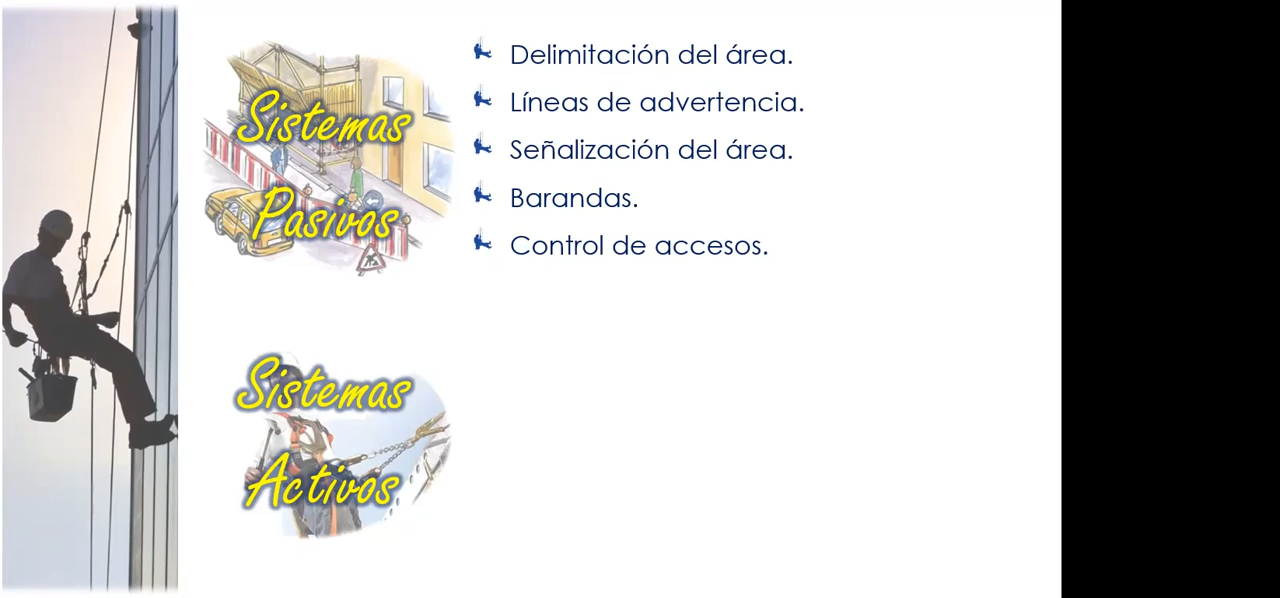 Sistemas
Pasivos
Delimitación del área.
Líneas de advertencia.
Señalización del área.
Barandas.
Control de accesos.
Sistemas
Activos